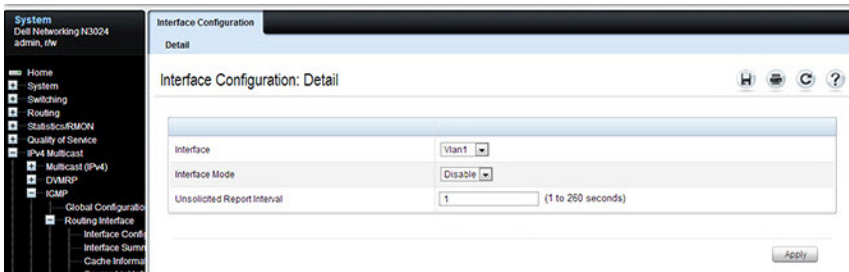 System
Dell Networking N3024
admin, r/w
Home
System
Switching
Routing
Statistics/RMON
Quality of Service
IPv4 Multicast
Multicast (IPv4)
DVMRP
IGMP
Global Configuratio
Routing Interface
Interface Confi
Interface Summ
Cache Informa
Interface Configuration
Detail
Interface Configuration: Detail
Interface Vlan1
Interface Mode Disable
Unsolicited Report Interval 1 (1 to 260 seconds)
Apply